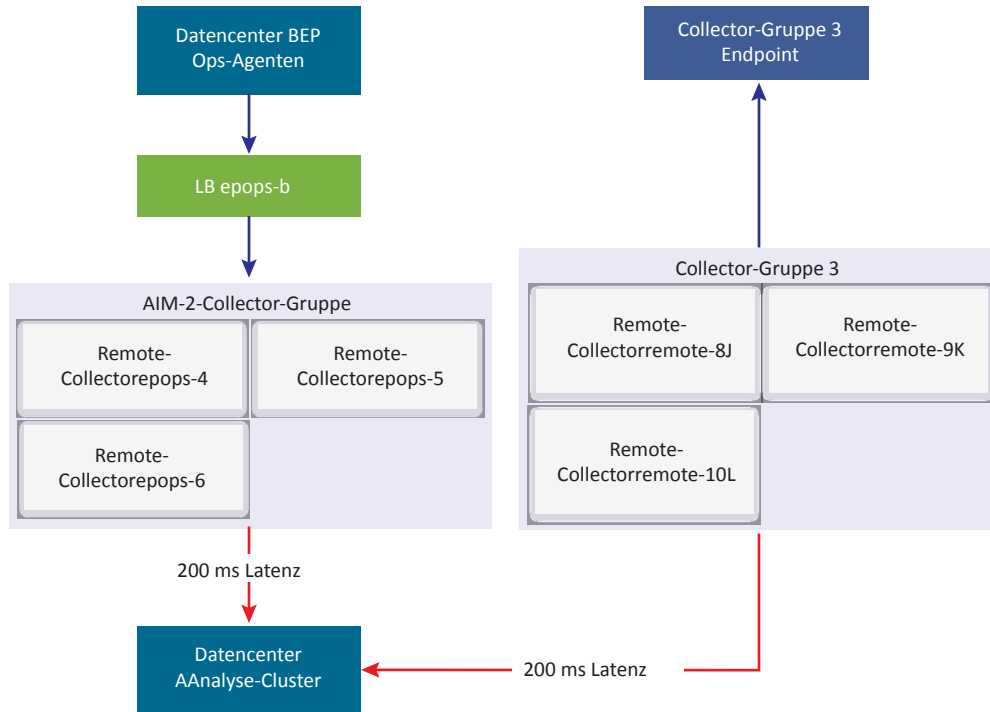 Datencenter BEP
Ops-Agenten
LB epops-b
AIM-2-Collector-Gruppe
Remote-
Collectorepops-4
Remote-
Collectorepops-5
Remote-
Collectorepops-6
200 ms Latenz
Datencenter
AAnalyse-Cluster
Collector-Gruppe 3
Endpoint
Collector-Gruppe 3
Remote-
Collectorremote-8J
Remote-
Collectorremote-9K
Remote-
Collectorremote-10L
200 ms Latenz